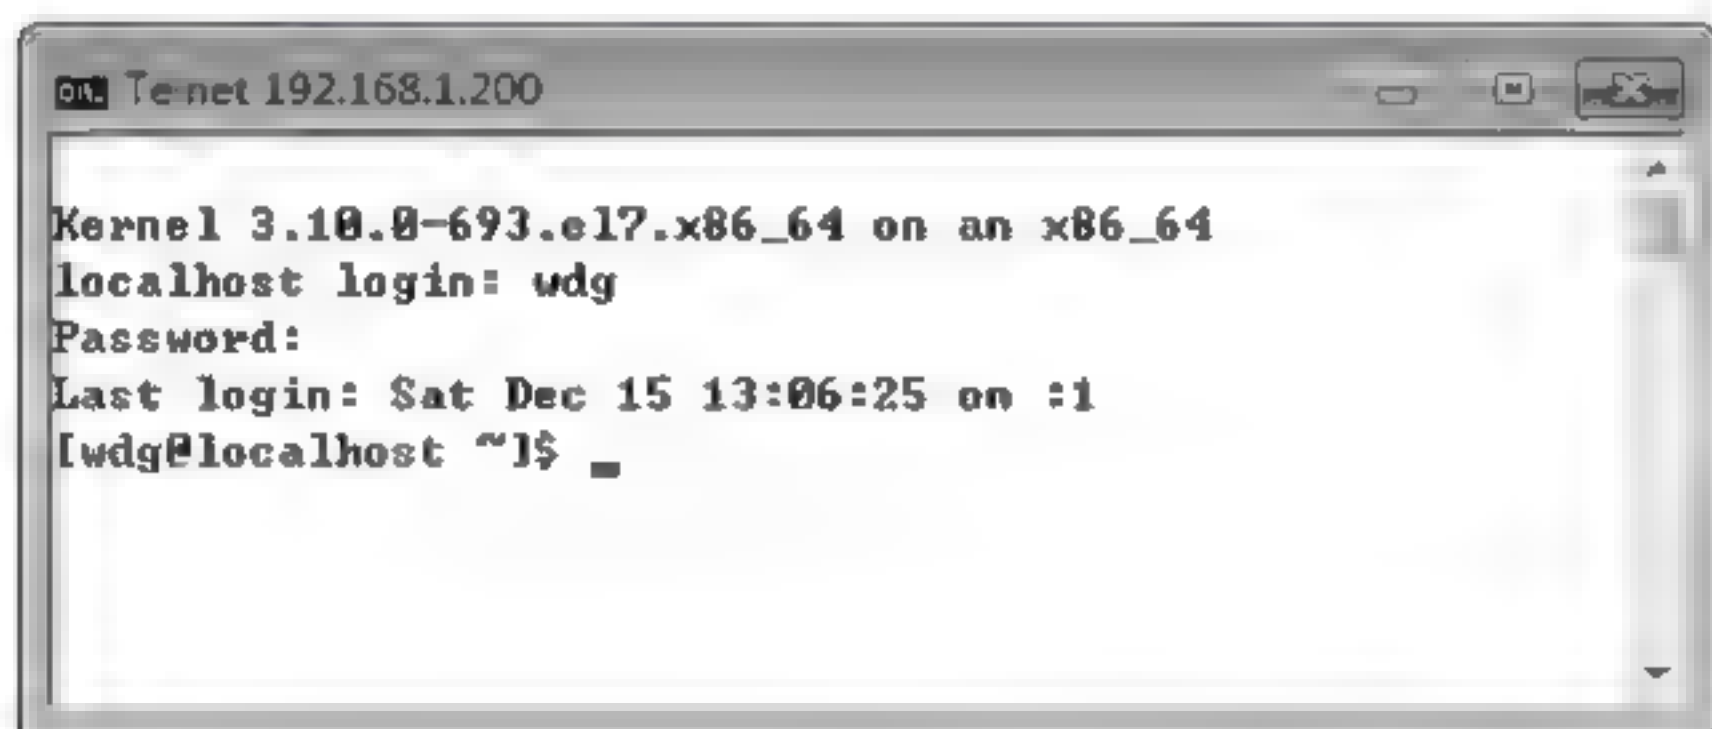 Telnet 192.168.1.200
Kernel 3.10.0-693.el7.x86_64 on an x86_64
localhost login: wdg
Password:
Last login: Sat Dec 15 13:06:25 on :1
[wdg@localhost ~]$ _